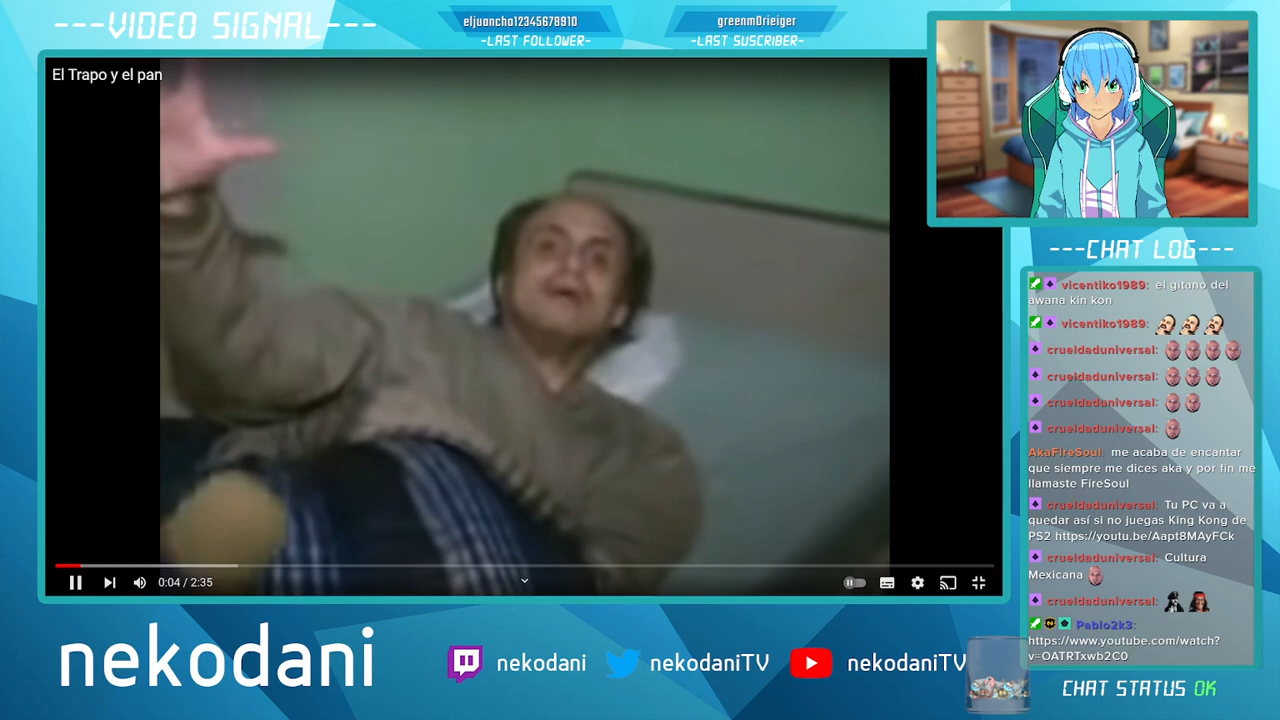 ---VIDEO SIGNAL---
eljuancho12345678910
-LAST FOLLOWER-
greenm0rieiger
-LAST SUSCRIBER-
El Trapo y el pan
0:04 / 2:35
---CHAT LOG---
vicentiko1989: el gitano del
awana kin kon
vicentiko1989:
crueldaduniversal:
crueldaduniversal:
crueldaduniversal:
crueldaduniversal:
AkaFireSoul: me acaba de encantar
que siempre me dices aka y por fin me
llamaste FireSoul
crueldaduniversal: Tu PC va a
quedar así si no juegas King Kong de
PS2 https://youtu.be/Aapt8MAyFCk
crueldaduniversal: Cultura
Mexicana
crueldaduniversal:
Pablo2k3:
https://www.youtube.com/watch?
v=OATRTxwb2C0
CHAT STATUS OK
nekodani
nekodani
nekodaniTV
nekodaniTV